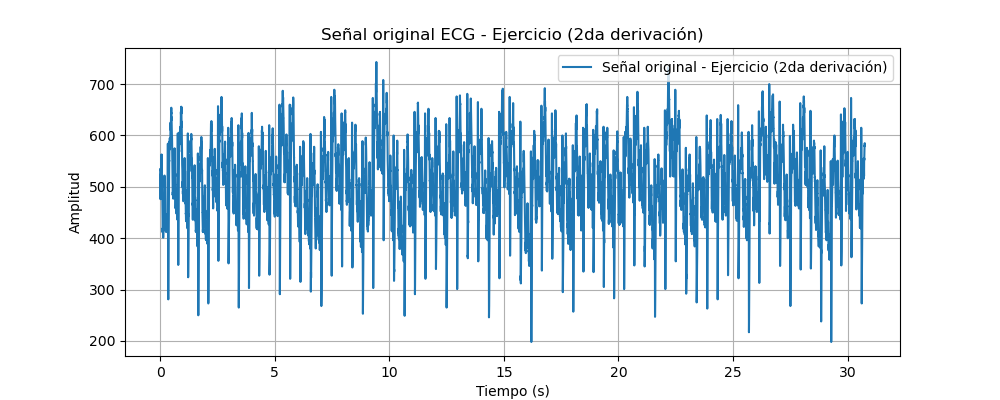 Señal original ECG - Ejercicio (2da derivación)
Señal original - Ejercicio (2da derivación)
Amplitud
700
600
500
400
300
200
0 5 10 15 20 25 30
Tiempo (s)